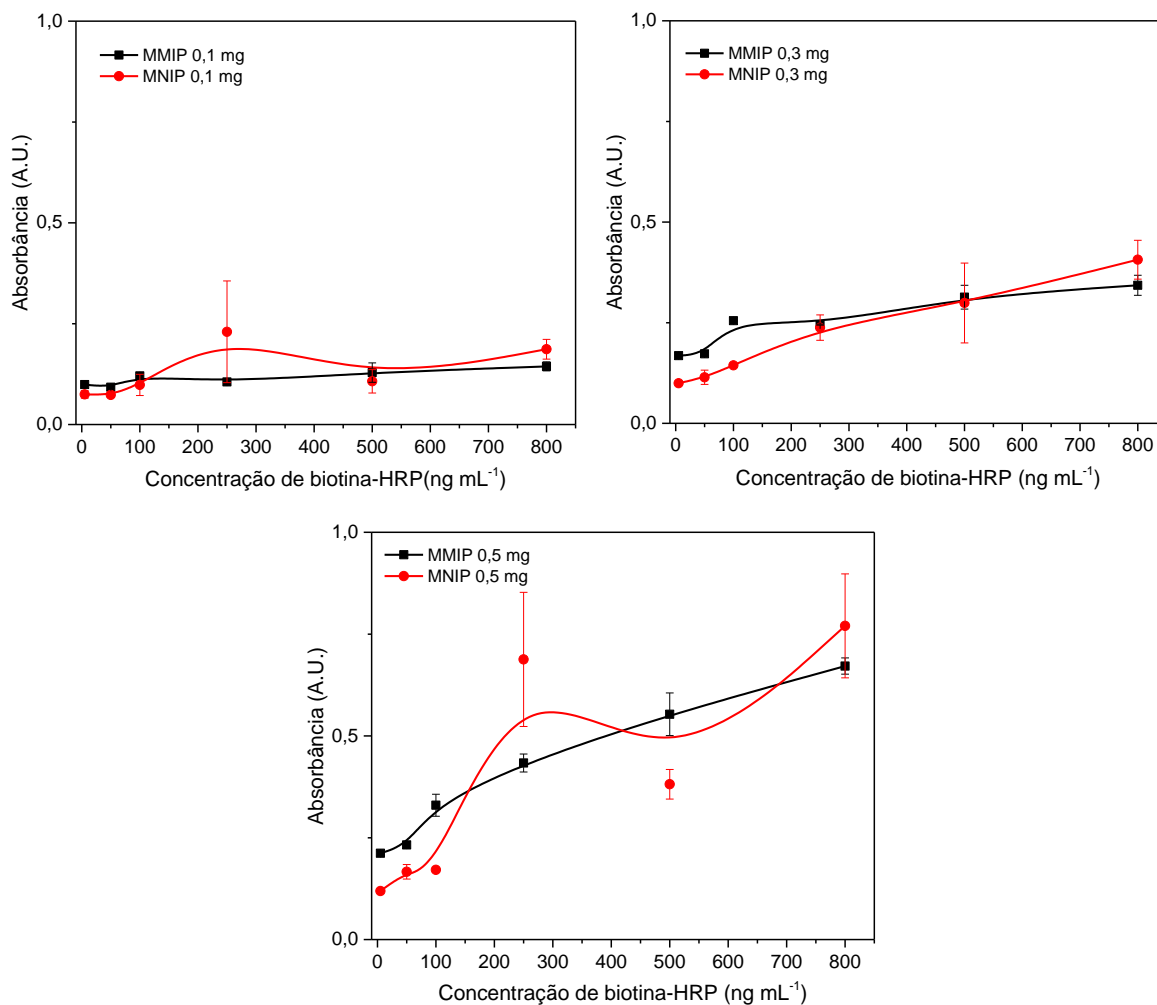 1,0
MMIP 0,1 mg
MNIP 0,1 mg
Absorbância (A.U.)
0,5
0,0
0 100 200 300 400 500 600 700 800
Concentração de biotina-HRP(ng mL⁻¹)
1,0
MMIP 0,3 mg
MNIP 0,3 mg
Absorbância (A.U.)
0,5
0,0
0 100 200 300 400 500 600 700 800
Concentração de biotina-HRP (ng mL⁻¹)
1,0
MMIP 0,5 mg
MNIP 0,5 mg
Absorbância (A.U.)
0,5
0,0
0 100 200 300 400 500 600 700 800
Concentração de biotina-HRP (ng mL⁻¹)